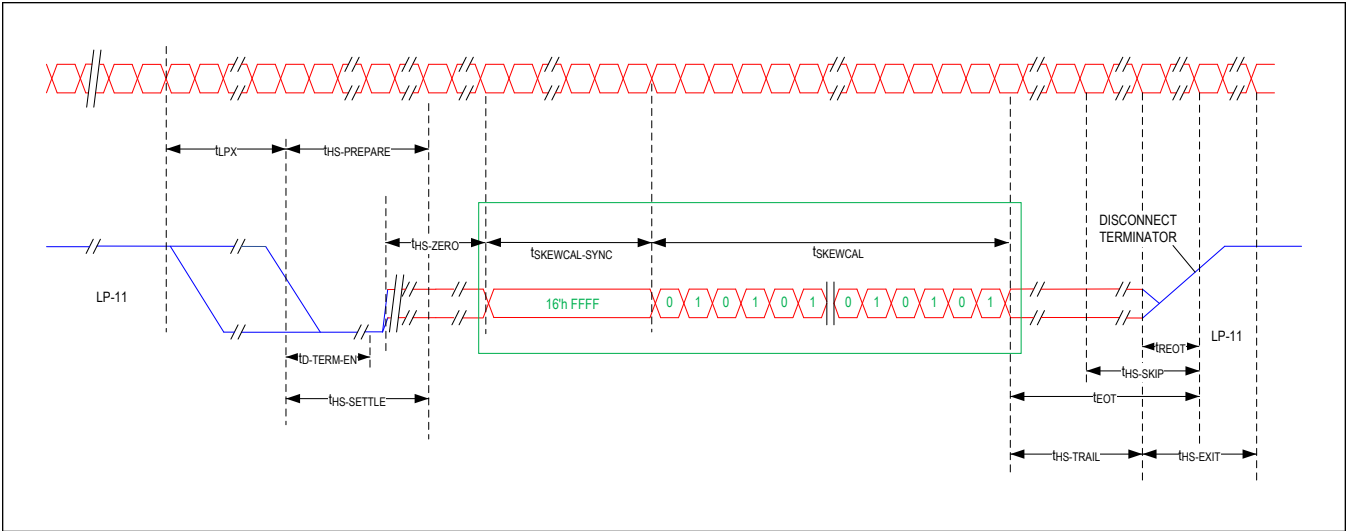 tLPX
tHS-PREPARE
tHS-ZERO
tSKEWCAL-SYNC
tSKEWCAL
DISCONNECT
TERMINATOR
LP-11
16'h FFFF
0 1 0 1 0 1 0 1 0 1 0 1
LP-11
tD-TERM-EN
tREOT
tHS-SKIP
tHS-SETTLE
tEOT
tHS-TRAIL
tHS-EXIT